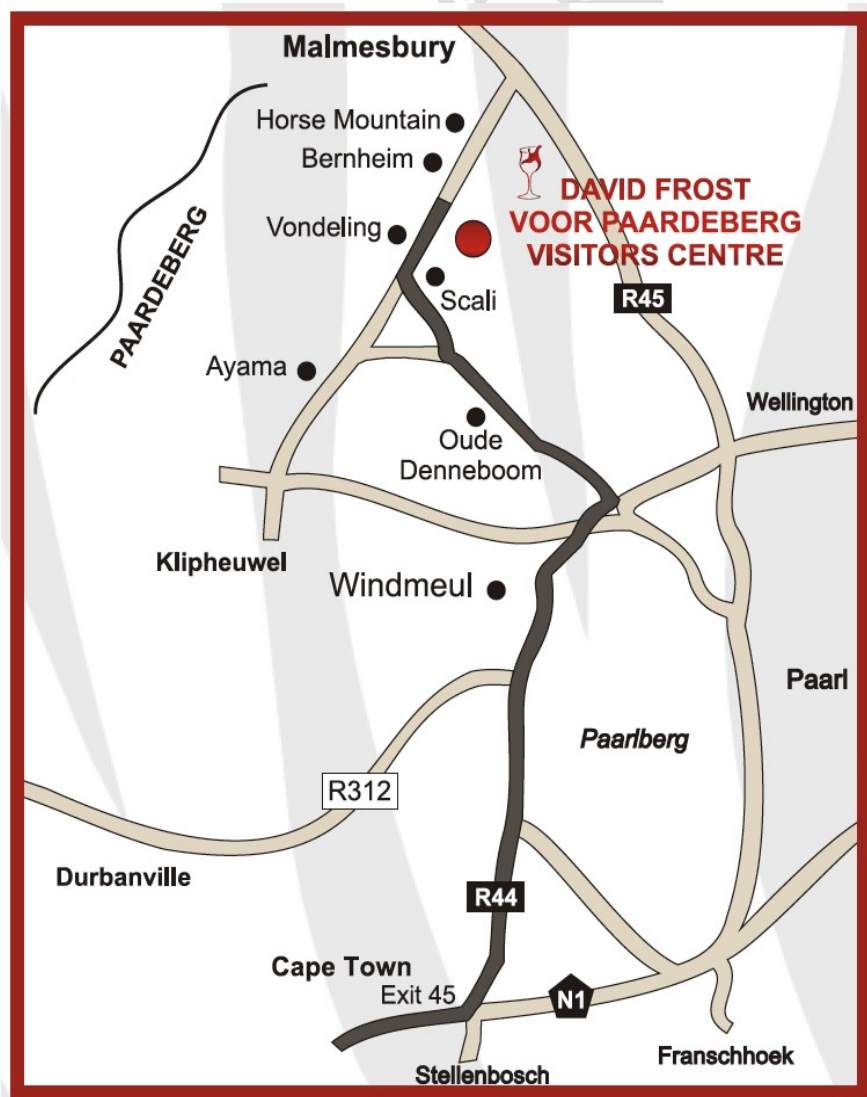 Malmesbury
Horse Mountain
Bernheim
DAVID FROST
VOOR PAARDEBERG
VISITORS CENTRE
Vondeling
PAARDEBERG
Scali
R45
Ayama
Wellington
Oude
Denneboom
Klipheuwel
Windmeul
Paarl
Paarlberg
R312
Durbanville
R44
Cape Town
Exit 45
N1
Franschhoek
Stellenbosch